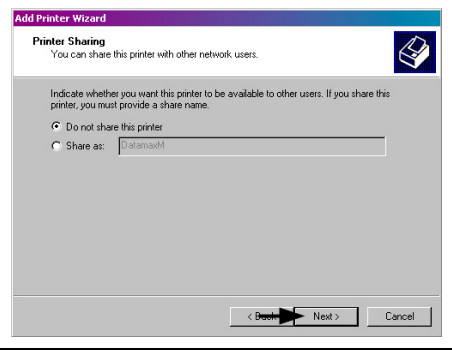 Add Printer Wizard
Printer Sharing
You can share this printer with other network users.
Indicate whether you want this printer to be available to other users. If you share this
printer, you must provide a share name.
Do not share this printer
Share as: DatamaxM
< Back Next > Cancel